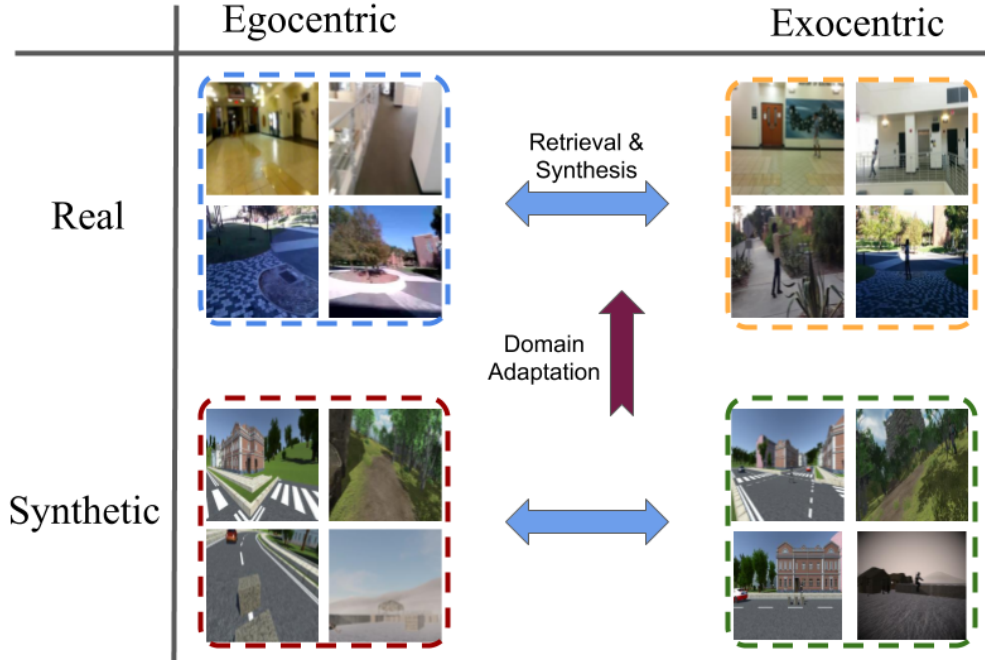 Egocentric
Exocentric
Real
Retrieval &
Synthesis
Domain
Adaptation
Synthetic